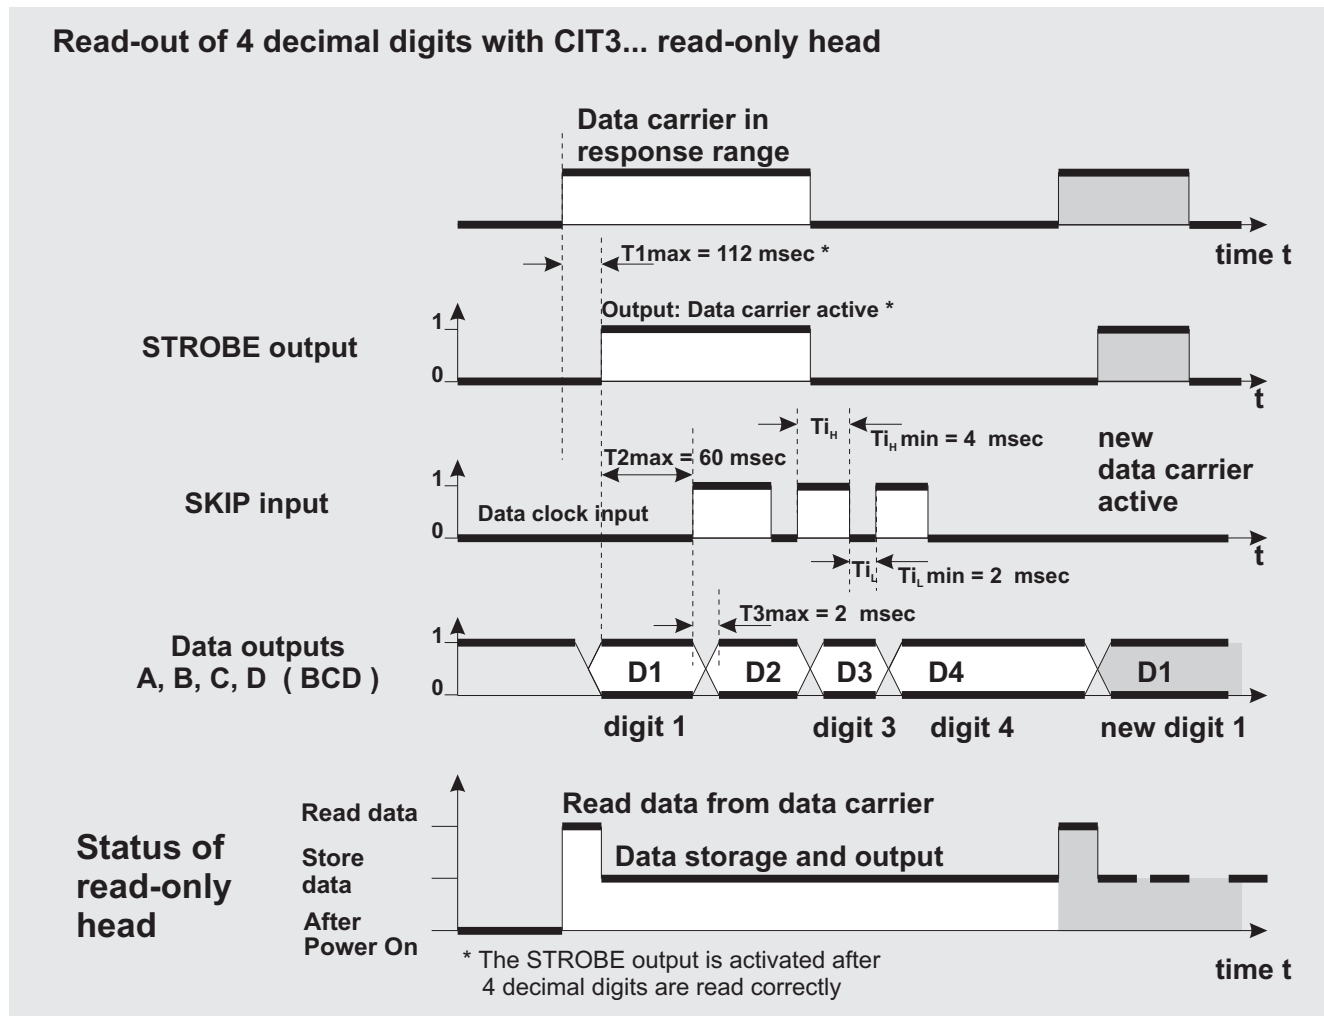 Read-out of 4 decimal digits with CIT3... read-only head
Data carrier in
response range
time t
T1max = 112 msec *
Output: Data carrier active *
STROBE output
1
0
t
T2max = 60 msec
TiH
TiH min = 4 msec
new
data carrier
active
SKIP input
1
0
Data clock input
t
TiL
TiL min = 2 msec
T3max = 2 msec
Data outputs
A, B, C, D ( BCD )
1
0
D1
D2
D3
D4
D1
digit 1
digit 3
digit 4
new digit 1
Status of
read-only
head
Read data
Store
data
After
Power On
Read data from data carrier
Data storage and output
time t
* The STROBE output is activated after
4 decimal digits are read correctly